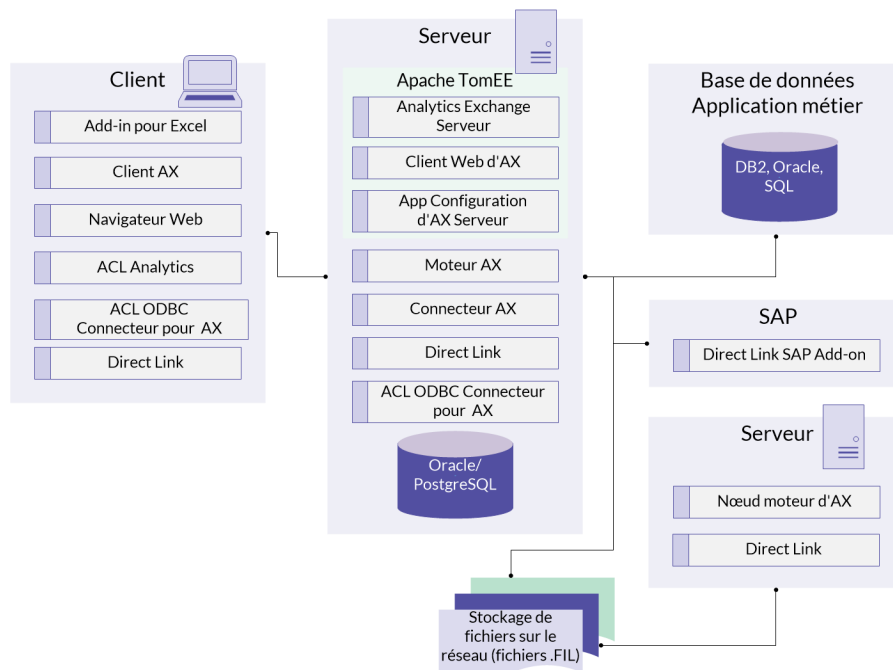 Client
Add-in pour Excel
Client AX
Navigateur Web
ACL Analytics
ACL ODBC
Connecteur pour AX
Direct Link
Serveur
Apache TomEE
Analytics Exchange
Serveur
Client Web d'AX
App Configuration
d'AX Serveur
Moteur AX
Connecteur AX
Direct Link
ACL ODBC Connecteur
pour AX
Oracle/
PostgreSQL
Base de données
Application métier
DB2, Oracle,
SQL
SAP
Direct Link SAP Add-on
Serveur
Nœud moteur d'AX
Direct Link
Stockage de
fichiers sur le
réseau (fichiers .FIL)